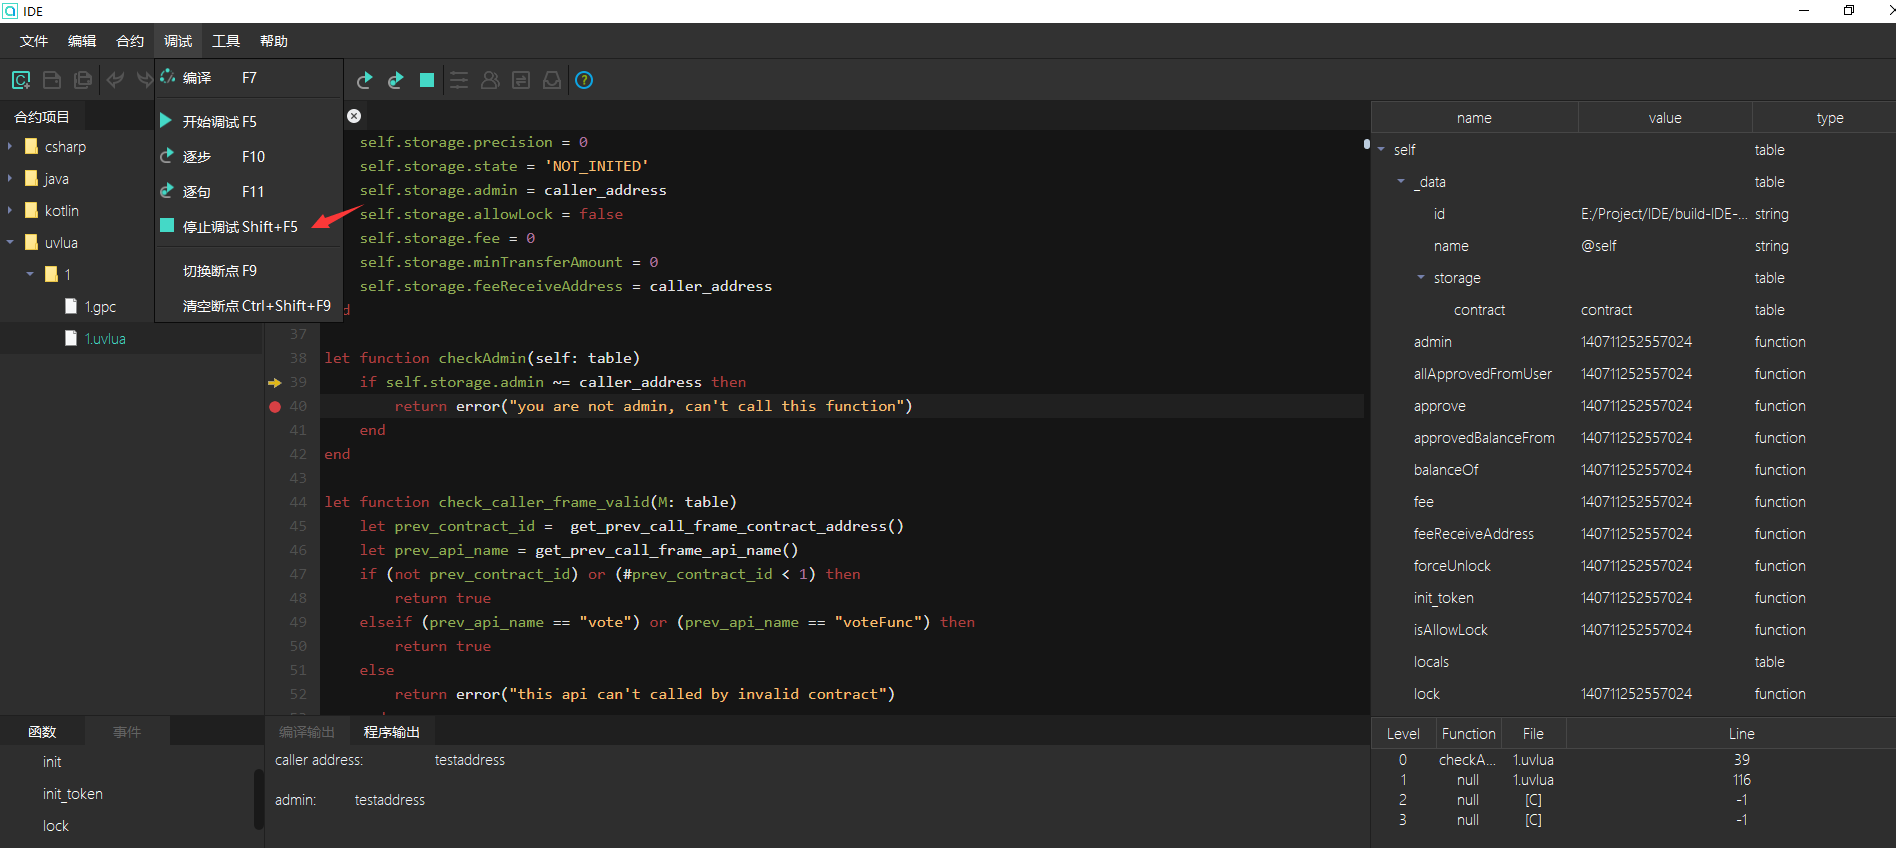 IDE
文件 编辑 合约 调试 工具 帮助
编译 F7
开始调试 F5
逐步 F10
逐句 F11
停止调试 Shift+F5
切换断点 F9
清空断点 Ctrl+Shift+F9
合约项目
csharp
java
kotlin
uvlua
1
1.gpc
1.uvlua
self.storage.precision = 0
self.storage.state = 'NOT_INITED'
self.storage.admin = caller_address
self.storage.allowLock = false
self.storage.fee = 0
self.storage.minTransferAmount = 0
self.storage.feeReceiveAddress = caller_address
d
37
38 let function checkAdmin(self: table)
39 if self.storage.admin ~= caller_address then
40 return error("you are not admin, can't call this function")
41 end
42 end
43
44 let function check_caller_frame_valid(M: table)
45 let prev_contract_id =  get_prev_call_frame_contract_address()
46 let prev_api_name = get_prev_call_frame_api_name()
47 if (not prev_contract_id) or (#prev_contract_id < 1) then
48 return true
49 elseif (prev_api_name == "vote") or (prev_api_name == "voteFunc") then
50 return true
51 else
52 return error("this api can't called by invalid contract")
name value type
self table
_data table
id E:/Project/IDE/build-IDE-... string
name @self string
storage table
contract contract table
admin 140711252557024 function
allApprovedFromUser 140711252557024 function
approve 140711252557024 function
approvedBalanceFrom 140711252557024 function
balanceOf 140711252557024 function
fee 140711252557024 function
feeReceiveAddress 140711252557024 function
forceUnlock 140711252557024 function
init_token 140711252557024 function
isAllowLock 140711252557024 function
locals table
lock 140711252557024 function
函数 事件
init
init_token
lock
编译输出 程序输出
caller address: testaddress
admin: testaddress
Level Function File Line
0 checkA... 1.uvlua 39
1 null 1.uvlua 116
2 null [C] -1
3 null [C] -1